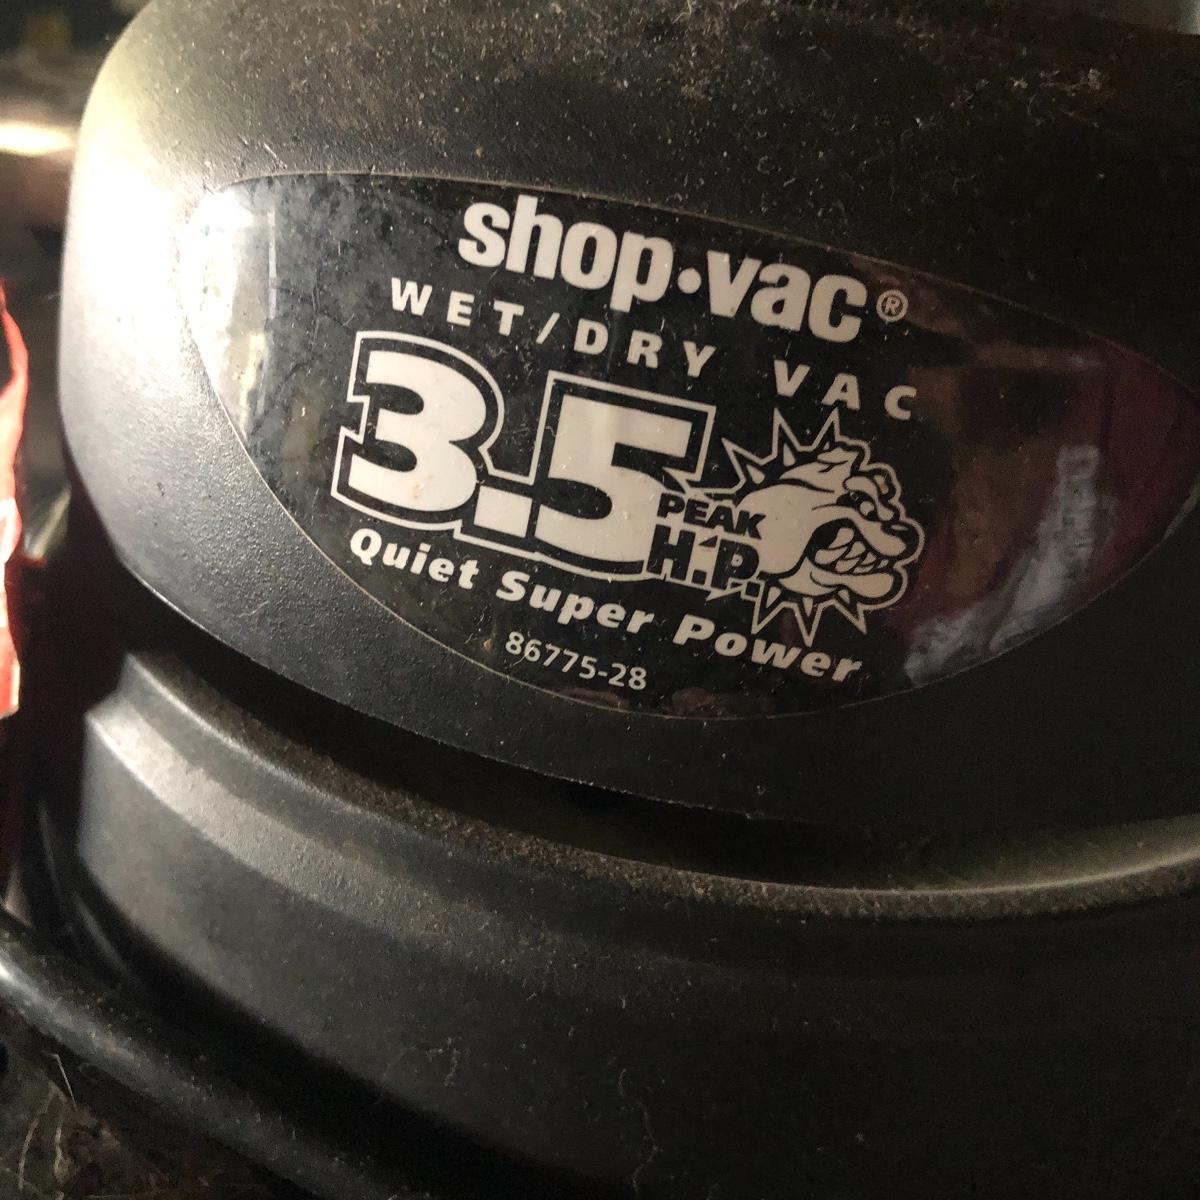 shop·vac®
WET/DRY VAC
3.5
PEAK
H.P.
Quiet Super Power
86775-28